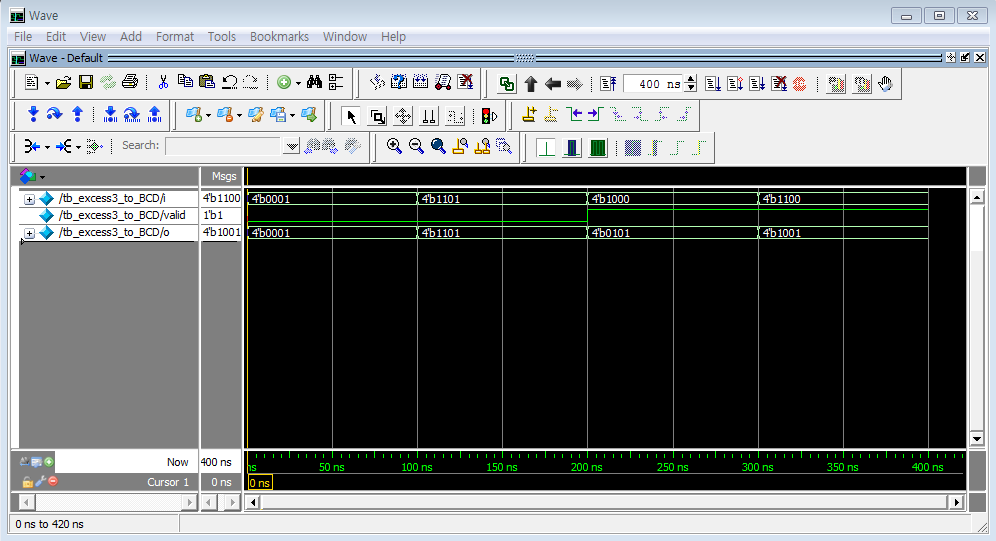 Wave
File Edit View Add Format Tools Bookmarks Window Help
Wave - Default
400 ns
Search:
Msgs
/tb_excess3_to_BCD/i 4'b1100 4'b0001 4'b1101 4'b1000 4'b1100
/tb_excess3_to_BCD/valid 1'b1
/tb_excess3_to_BCD/o 4'b1001 4'b0001 4'b1101 4'b0101 4'b1001
Now 400 ns ns 50 ns 100 ns 150 ns 200 ns 250 ns 300 ns 350 ns 400 ns
Cursor 1 0 ns 0 ns
0 ns to 420 ns